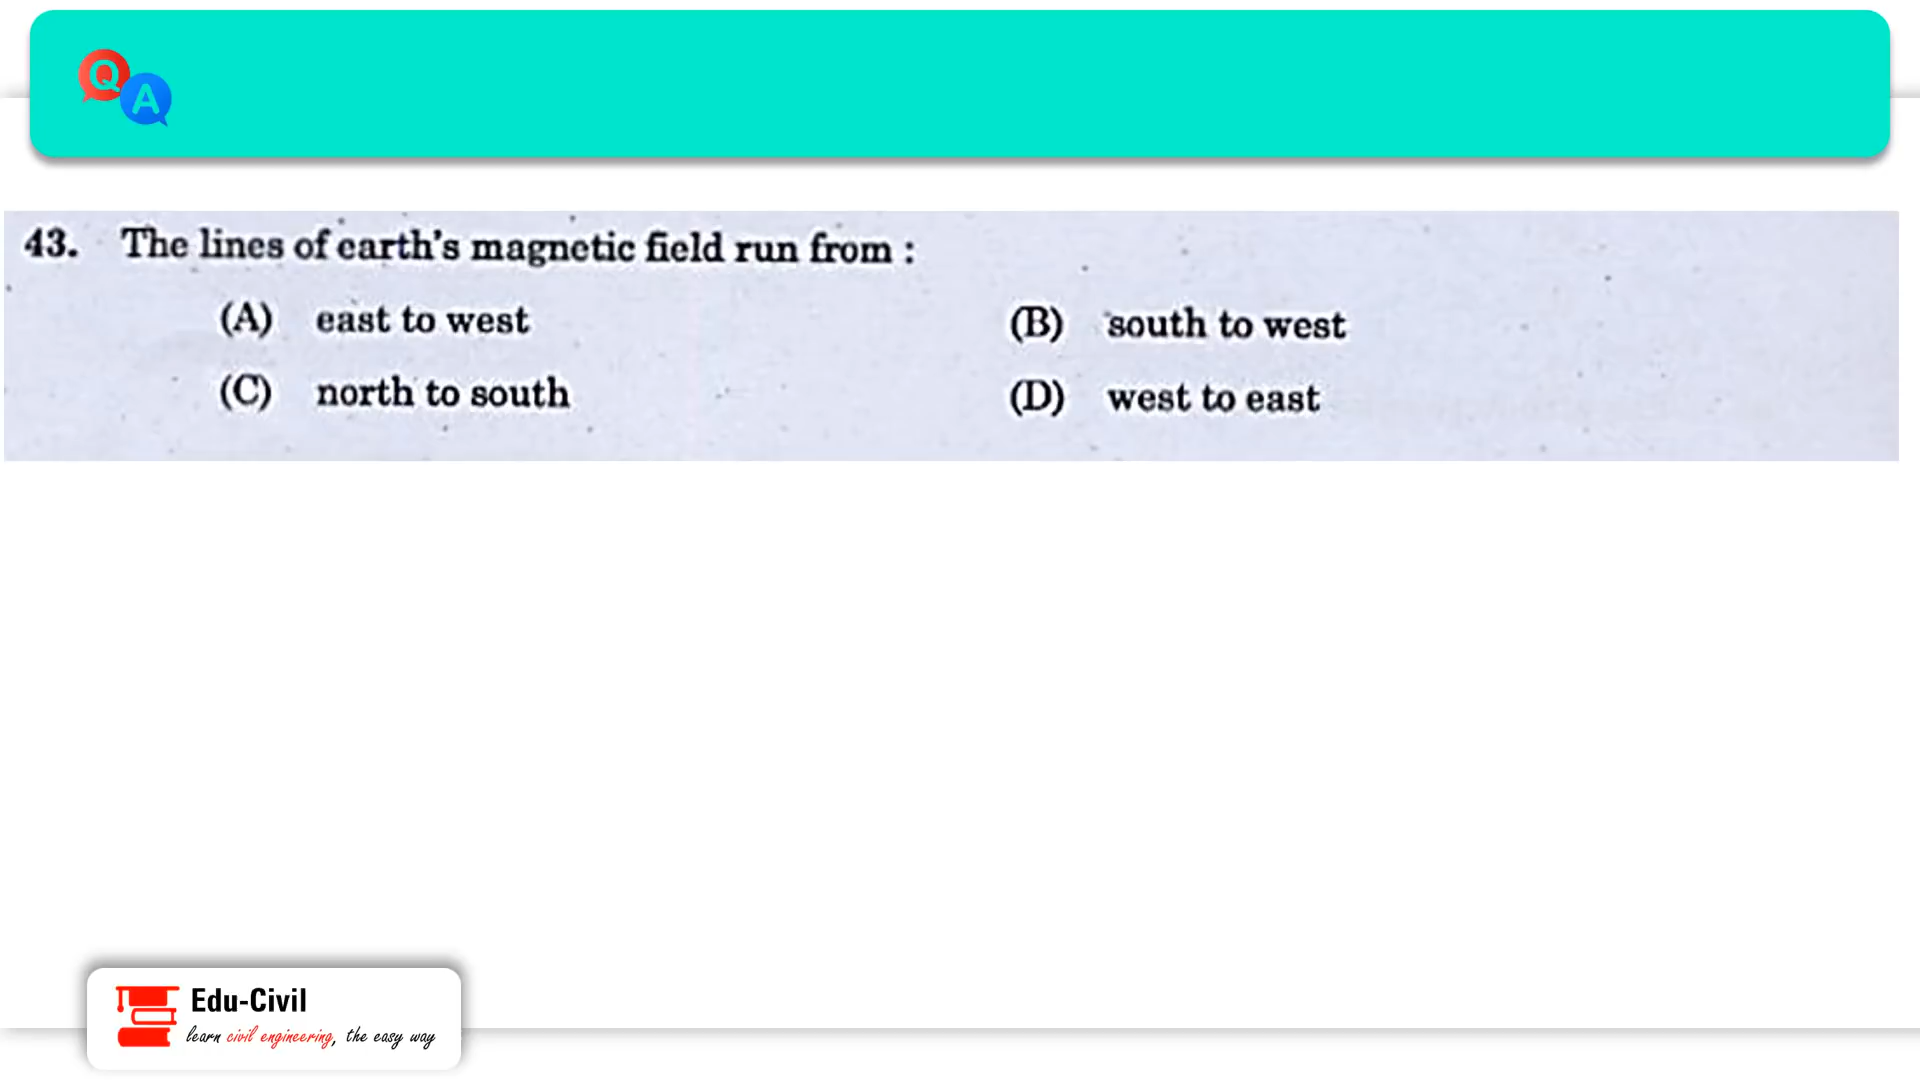 Q
A
43. The lines of earth's magnetic field run from :
(A) east to west
(B) south to west
(C) north to south
(D) west to east
Edu-Civil
learn civil engineering, the easy way